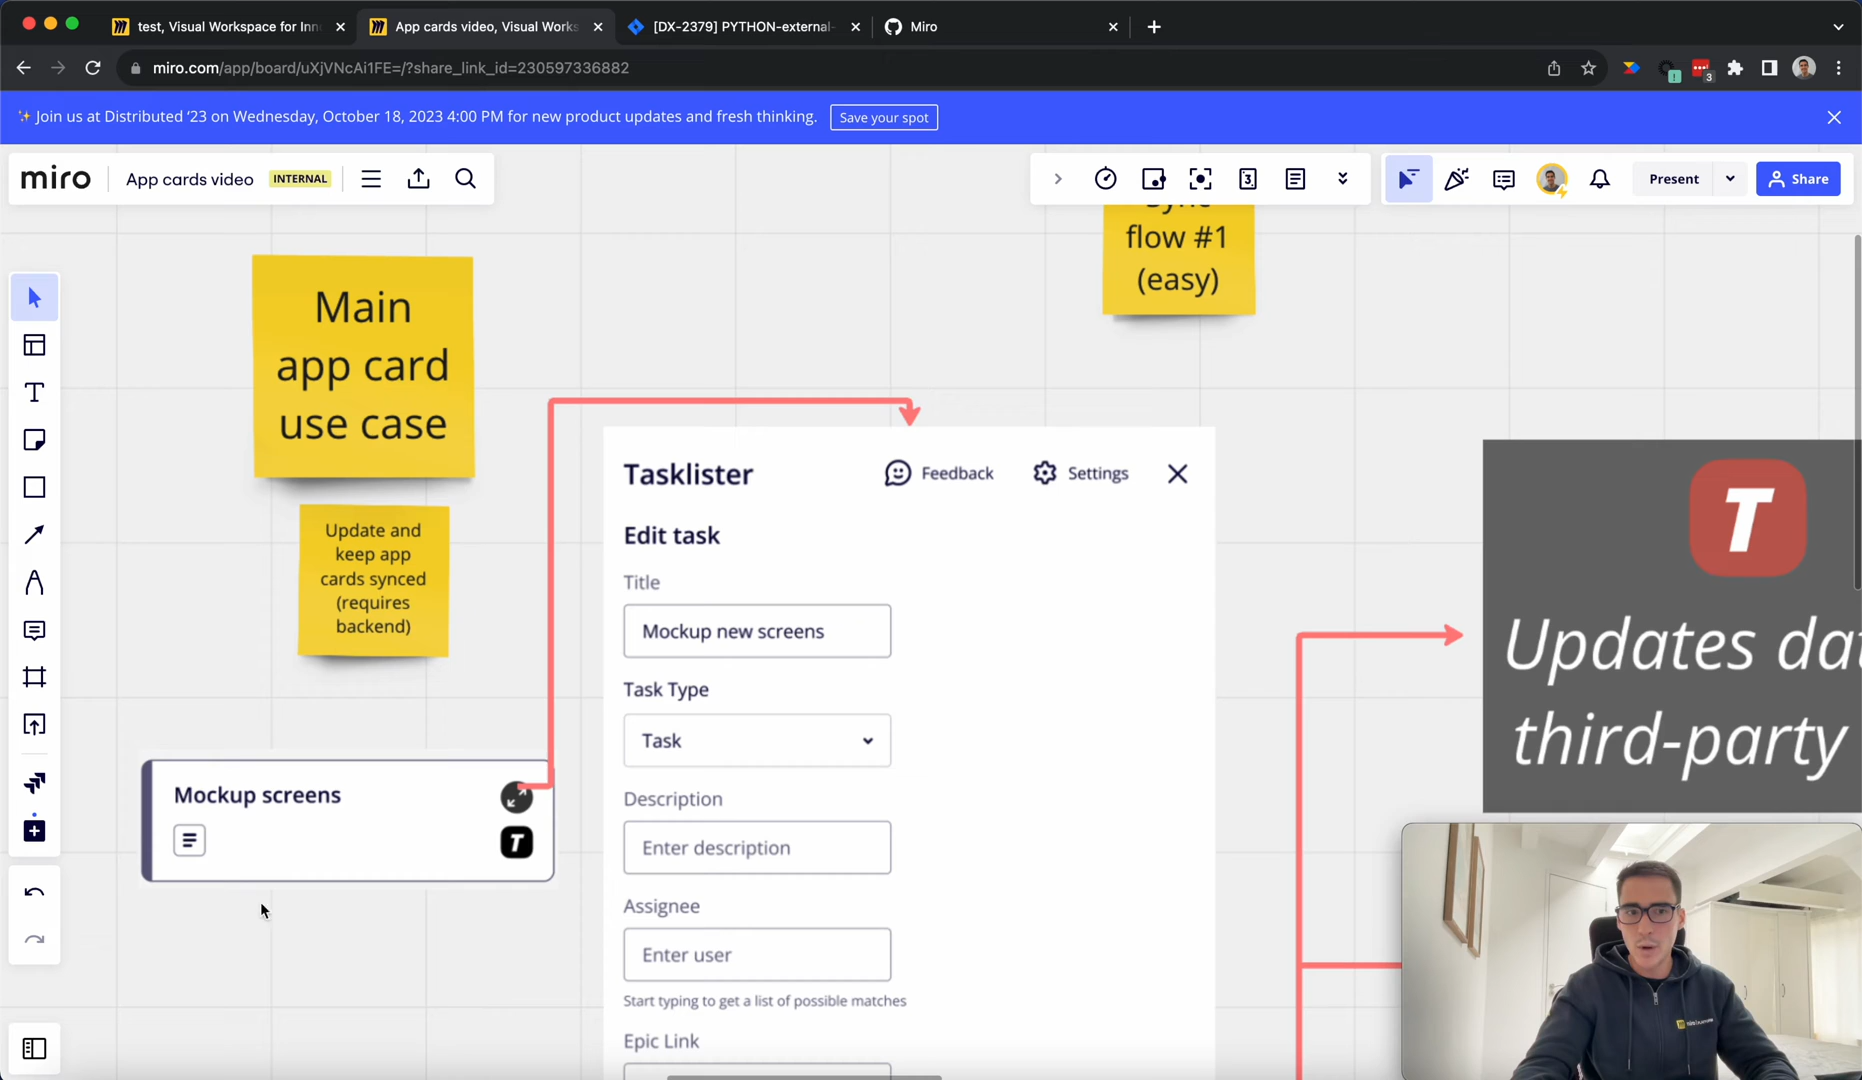 test, Visual Workspace for Inn
App cards video, Visual Works
[DX-2379] PYTHON-external-
Miro
miro.com/app/board/uXjVNcAi1FE=/?share_link_id=230597336882
3
✨ Join us at Distributed ‘23 on Wednesday, October 18, 2023 4:00 PM for new product updates and fresh thinking.
Save your spot
miro
App cards video
INTERNAL
3
Present
Share
Sync
flow #1
(easy)
Main
app card
use case
Update and
keep app
cards synced
(requires
backend)
Mockup screens
T
Tasklister
Feedback
Settings
Edit task
Title
Mockup new screens
Task Type
Task
Description
Enter description
Assignee
Enter user
Start typing to get a list of possible matches
Epic Link
T
Updates da
third-party